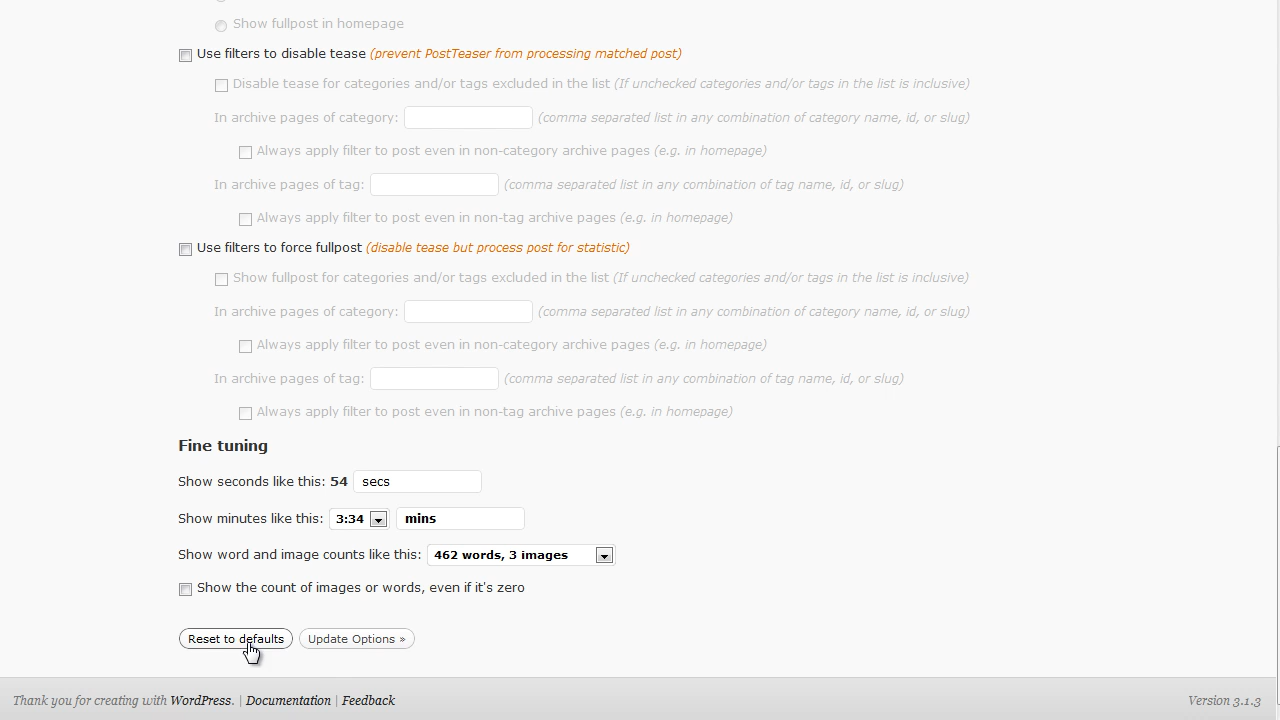 Show fullpost in homepage
Use filters to disable tease (prevent PostTeaser from processing matched post)
Disable tease for categories and/or tags excluded in the list (If unchecked categories and/or tags in the list is inclusive)
In archive pages of category: (comma separated list in any combination of category name, id, or slug)
Always apply filter to post even in non-category archive pages (e.g. in homepage)
In archive pages of tag: (comma separated list in any combination of tag name, id, or slug)
Always apply filter to post even in non-tag archive pages (e.g. in homepage)
Use filters to force fullpost (disable tease but process post for statistic)
Show fullpost for categories and/or tags excluded in the list (If unchecked categories and/or tags in the list is inclusive)
In archive pages of category: (comma separated list in any combination of category name, id, or slug)
Always apply filter to post even in non-category archive pages (e.g. in homepage)
In archive pages of tag: (comma separated list in any combination of tag name, id, or slug)
Always apply filter to post even in non-tag archive pages (e.g. in homepage)
Fine tuning
Show seconds like this: 54 secs
Show minutes like this: 3:34 mins
Show word and image counts like this: 462 words, 3 images
Show the count of images or words, even if it's zero
Reset to defaults Update Options »
Thank you for creating with WordPress. | Documentation | Feedback Version 3.1.3